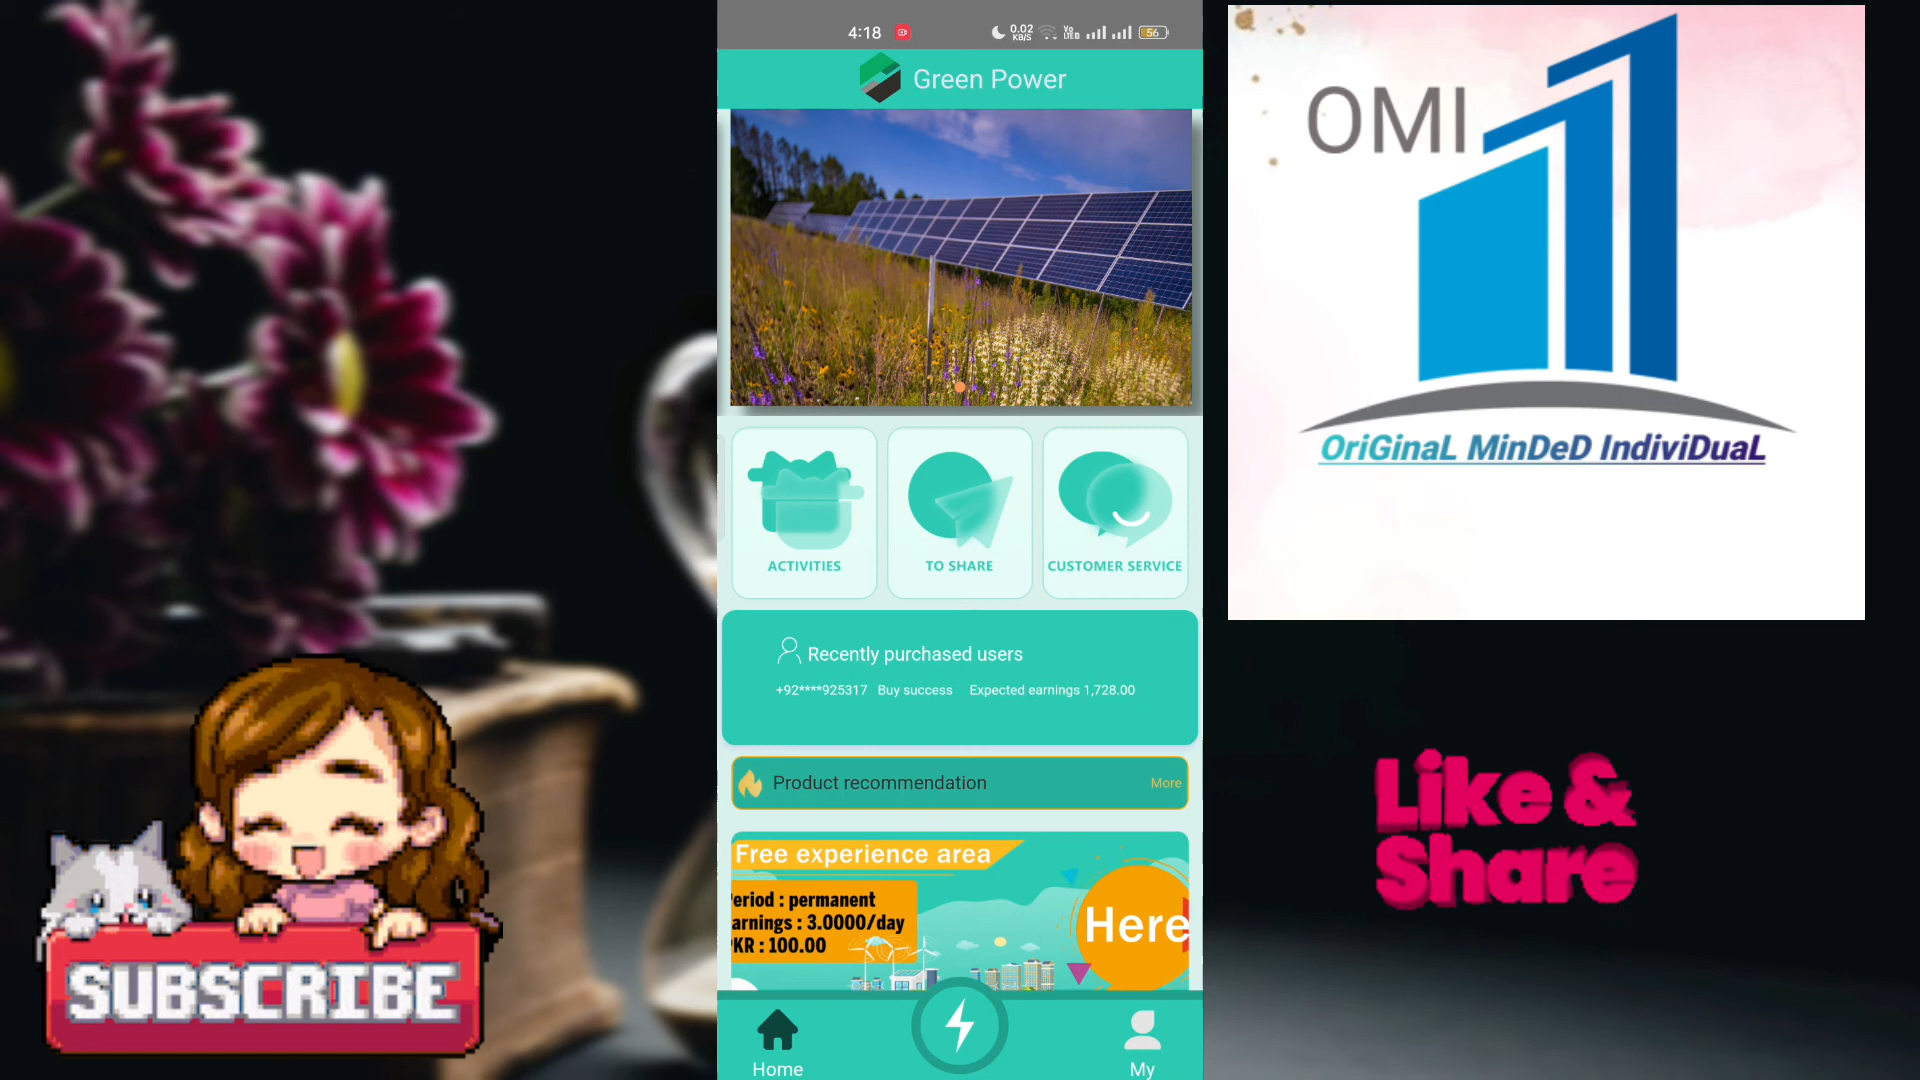 4:18
0.02
KB/S
Vo
LTE D
56
Green Power
ACTIVITIES
TO SHARE
CUSTOMER SERVICE
Recently purchased users
+92****925317 Buy success Expected earnings 1,728.00
Product recommendation
More
Free experience area
eriod : permanent
arnings : 3.0000/day
KR : 100.00
Here
Home
My
OMI
OriGinaL MinDeD IndiviDuaL
SUBSCRIBE
Like &
Share